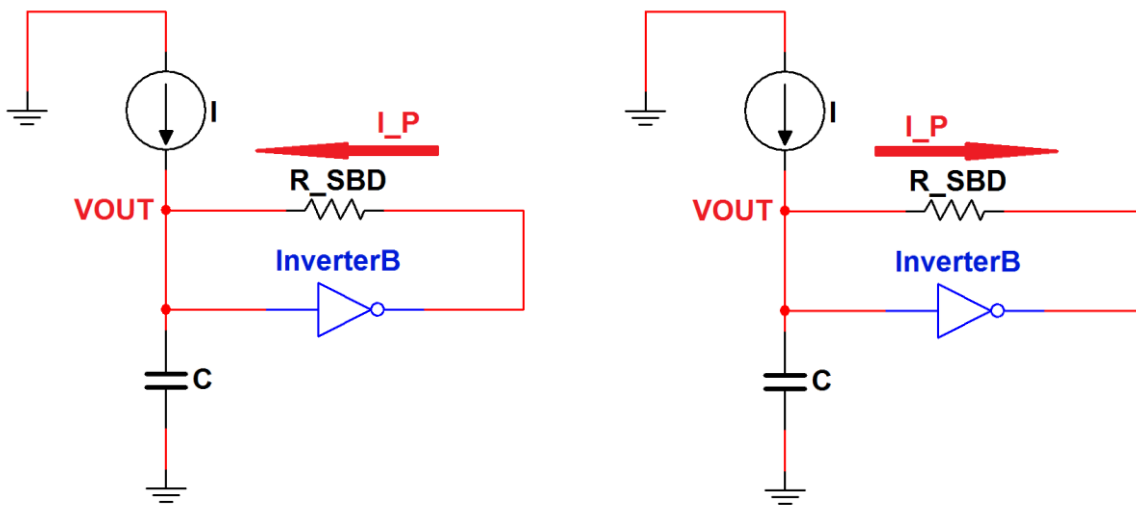 I
I_P
R_SBD
VOUT
InverterB
C
I
I_P
R_SBD
VOUT
InverterB
C